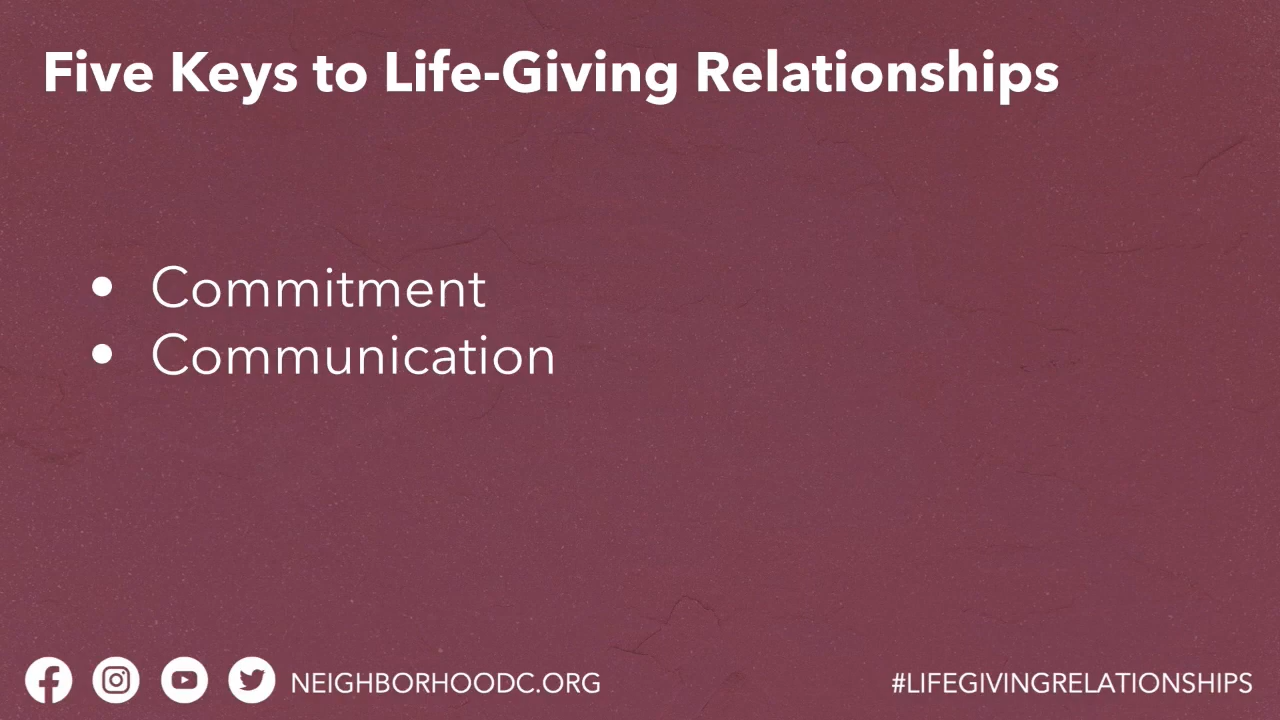 Five Keys to Life-Giving Relationships
• Commitment
• Communication
NEIGHBORHOODC.ORG
#LIFEGIVINGRELATIONSHIPS